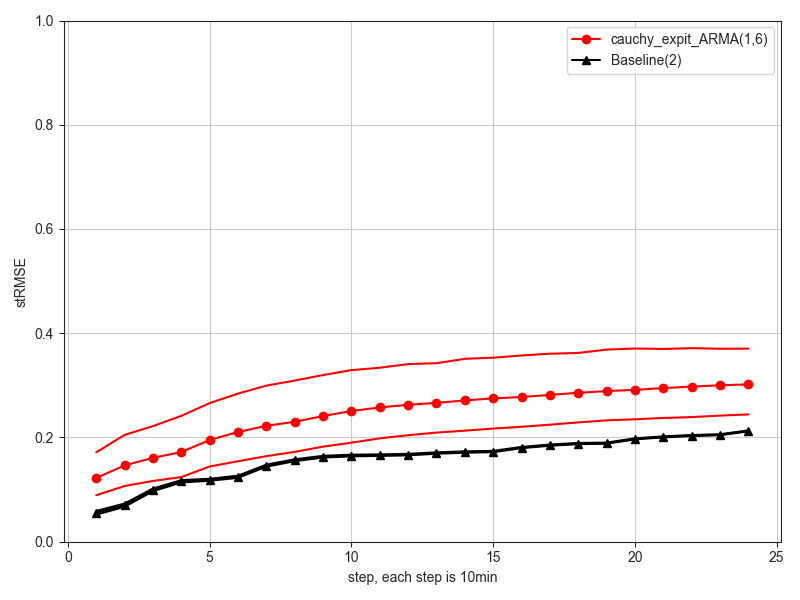 1.0
0.8
0.6
0.4
0.2
0.0
stRMSE
0 5 10 15 20 25
step, each step is 10min
cauchy_expit_ARMA(1,6)
Baseline(2)